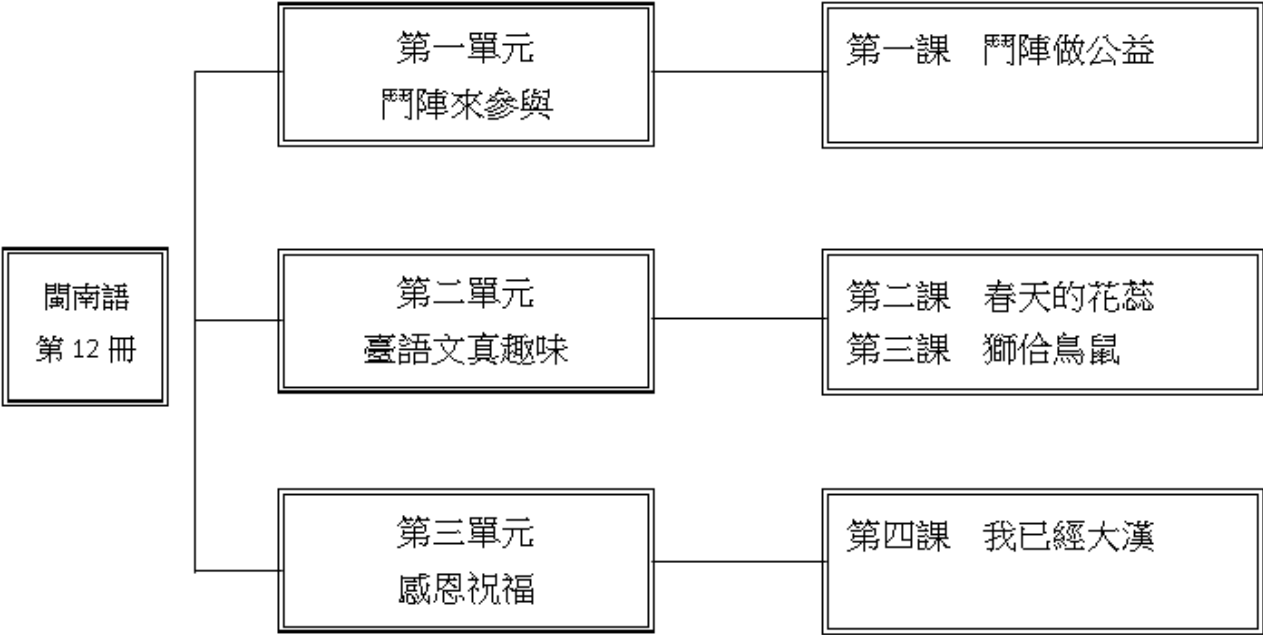 閩南語
第 12 冊
第一單元
鬥陣來參與
第一課　鬥陣做公益
第二單元
臺語文真趣味
第二課　春天的花蕊
第三課　獅佮鳥鼠
第三單元
感恩祝福
第四課　我已經大漢